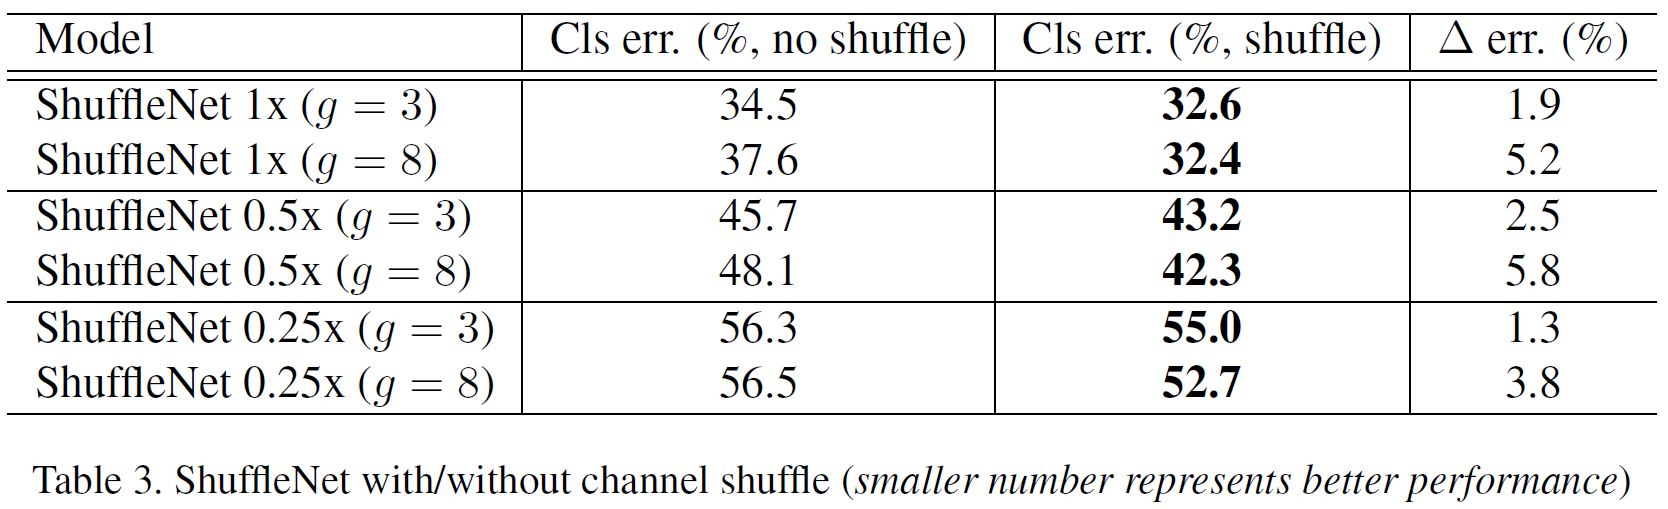 Model Cls err. (%, no shuffle) Cls err. (%, shuffle) Δ err. (%)
ShuffleNet 1x (g = 3) 34.5 32.6 1.9
ShuffleNet 1x (g = 8) 37.6 32.4 5.2
ShuffleNet 0.5x (g = 3) 45.7 43.2 2.5
ShuffleNet 0.5x (g = 8) 48.1 42.3 5.8
ShuffleNet 0.25x (g = 3) 56.3 55.0 1.3
ShuffleNet 0.25x (g = 8) 56.5 52.7 3.8
Table 3. ShuffleNet with/without channel shuffle (smaller number represents better performance)